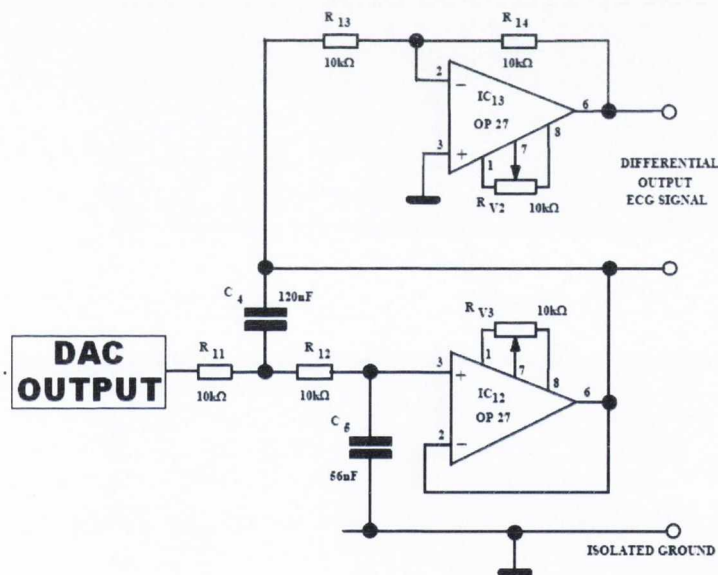 R 13
R 14
10kΩ
10kΩ
2
−
IC13
6
OP 27
8
3
+
7
1
R V2
10kΩ
DIFFERENTIAL
OUTPUT
ECG SIGNAL
C 4
120nF
R V3
10kΩ
DAC
OUTPUT
R 11
R 12
10kΩ
10kΩ
3
+
1
7
8
IC12
6
OP 27
2
−
C 5
56nF
ISOLATED GROUND